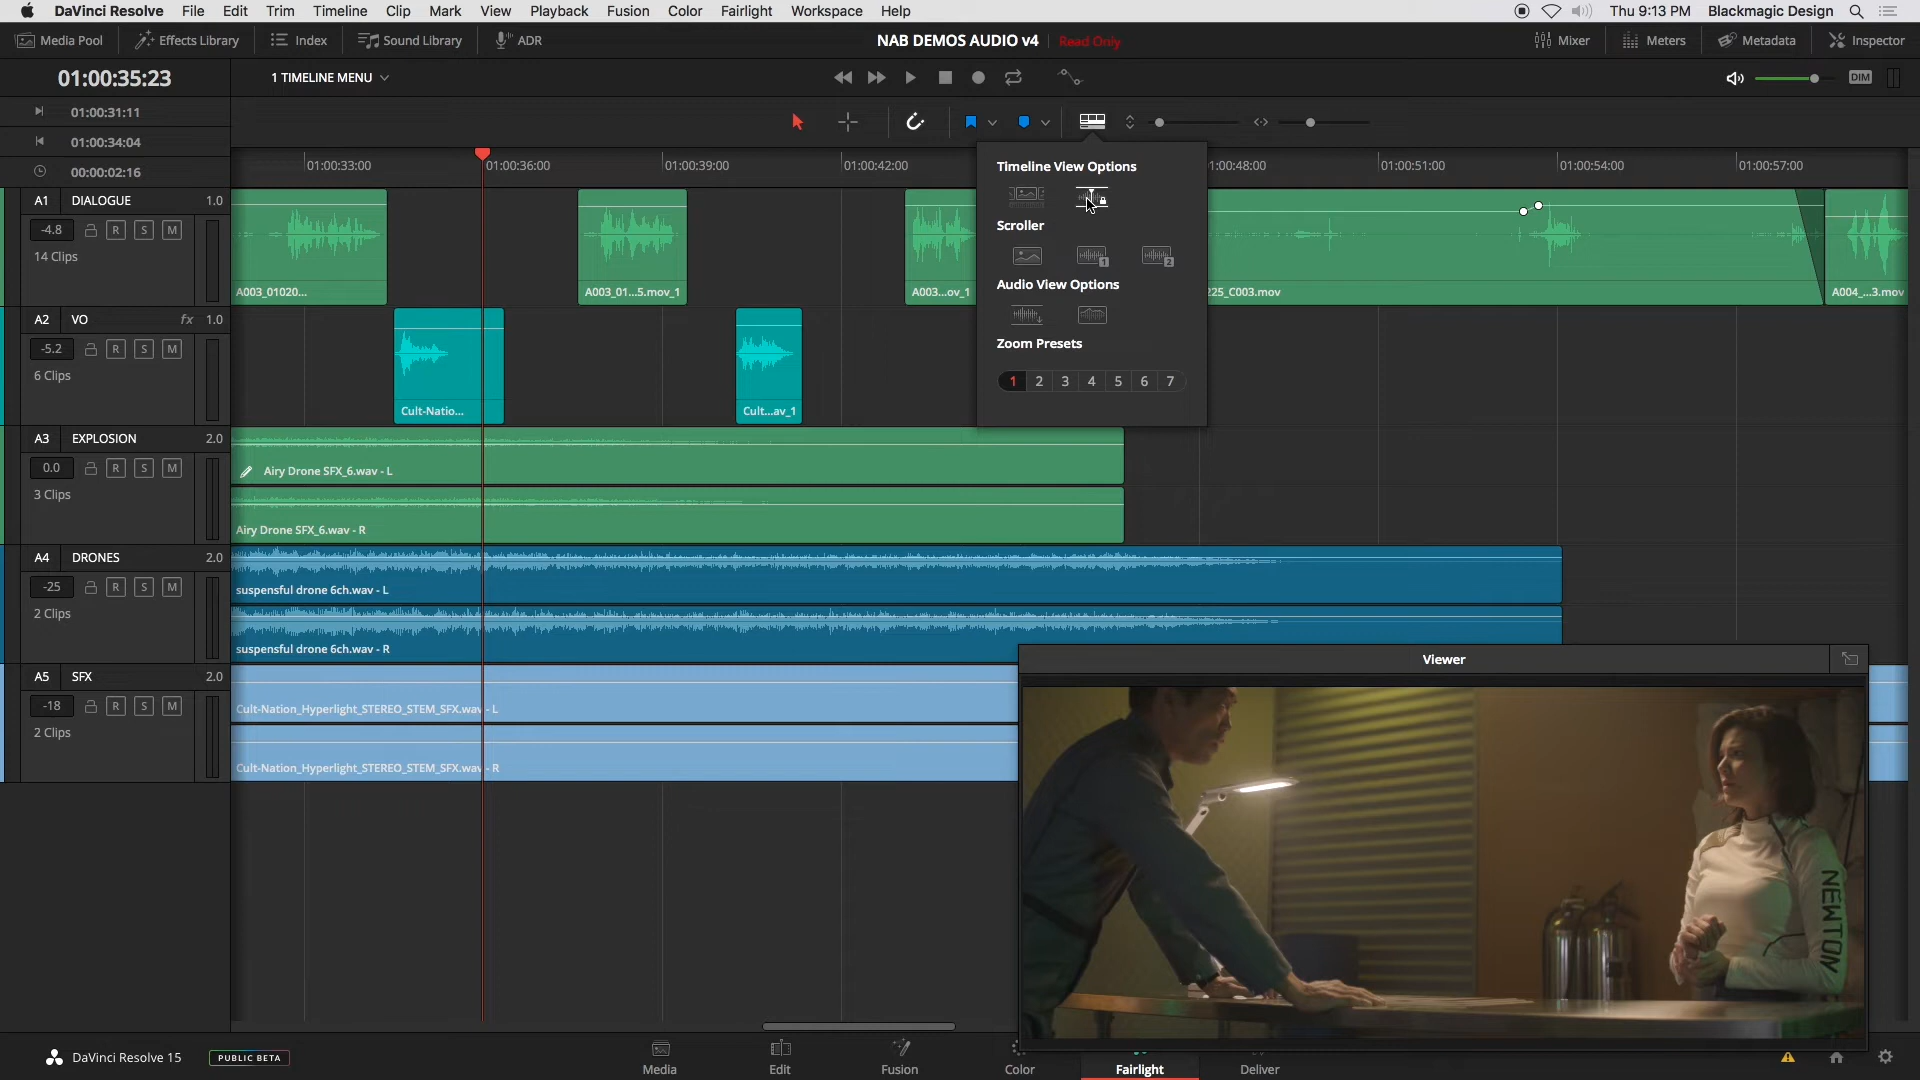 DaVinci Resolve File Edit Trim Timeline Clip Mark View Playback Fusion Color Fairlight Workspace Help Thu 9:13 PM Blackmagic Design
Media Pool Effects Library Index Sound Library ADR NAB DEMOS AUDIO v4 Read Only Mixer Meters Metadata Inspector
01:00:35:23 1 TIMELINE MENU DIM
01:00:31:11
01:00:34:04
00:00:02:16
01:00:33:00 01:00:36:00 01:00:39:00 01:00:42:00 1:00:48:00 01:00:51:00 01:00:54:00 01:00:57:00
Timeline View Options
Scroller
1 2
Audio View Options
Zoom Presets
1 2 3 4 5 6 7
A1 DIALOGUE 1.0
-4.8 R S M
14 Clips
A003_01020... A003_01...5.mov_1 A003...ov_1 225_C003.mov A004_...3.mov
A2 VO fx 1.0
-5.2 R S M
6 Clips
Cult-Natio... Cult...av_1
A3 EXPLOSION 2.0
0.0 R S M
3 Clips
Airy Drone SFX_6.wav - L
Airy Drone SFX_6.wav - R
A4 DRONES 2.0
-25 R S M
2 Clips
suspensful drone 6ch.wav - L
suspensful drone 6ch.wav - R
A5 SFX 2.0
-18 R S M
2 Clips
Cult-Nation_Hyperlight_STEREO_STEM_SFX.wav - L
Cult-Nation_Hyperlight_STEREO_STEM_SFX.wav - R
Viewer
NEWTON
DaVinci Resolve 15 PUBLIC BETA
Media Edit Fusion Color Fairlight Deliver